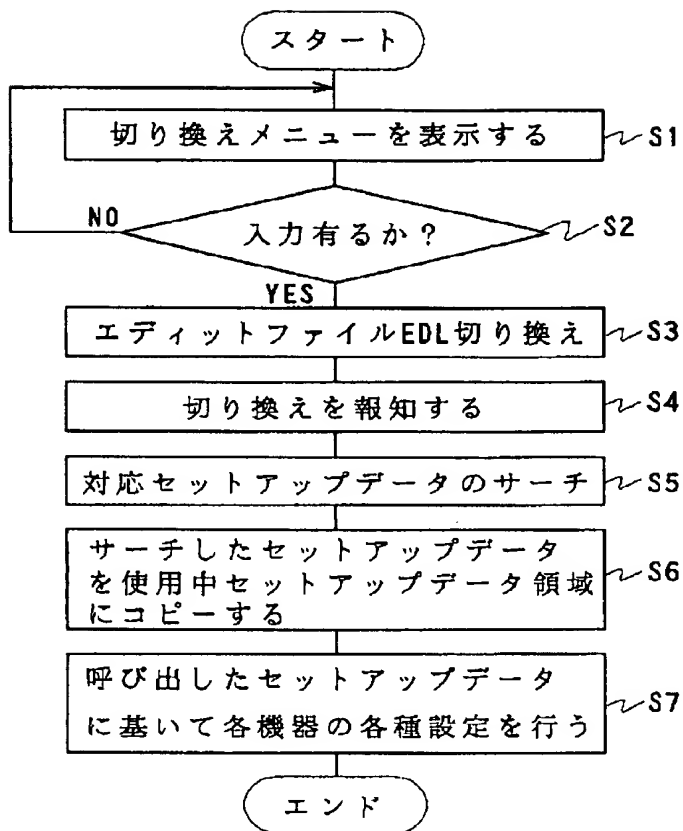 スタート
切り換えメニューを表示する
S1
入力有るか?
S2
NO
YES
エディットファイルEDL切り換え
S3
切り換えを報知する
S4
対応セットアップデータのサーチ
S5
サーチしたセットアップデータ
を使用中セットアップデータ領域
にコピーする
S6
呼び出したセットアップデータ
に基いて各機器の各種設定を行う
S7
エンド